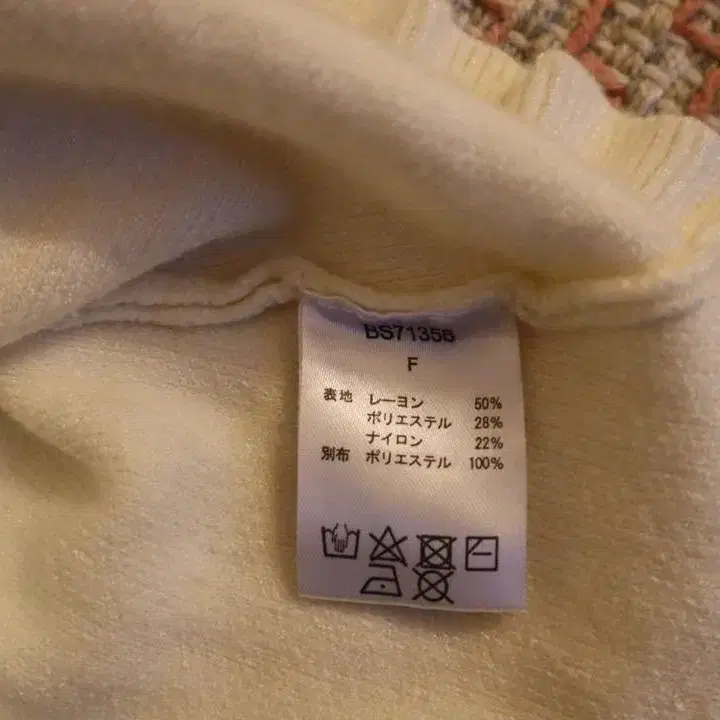 BS71358
F
表地 レーヨン 50%
ポリエステル 28%
ナイロン 22%
別布 ポリエステル 100%